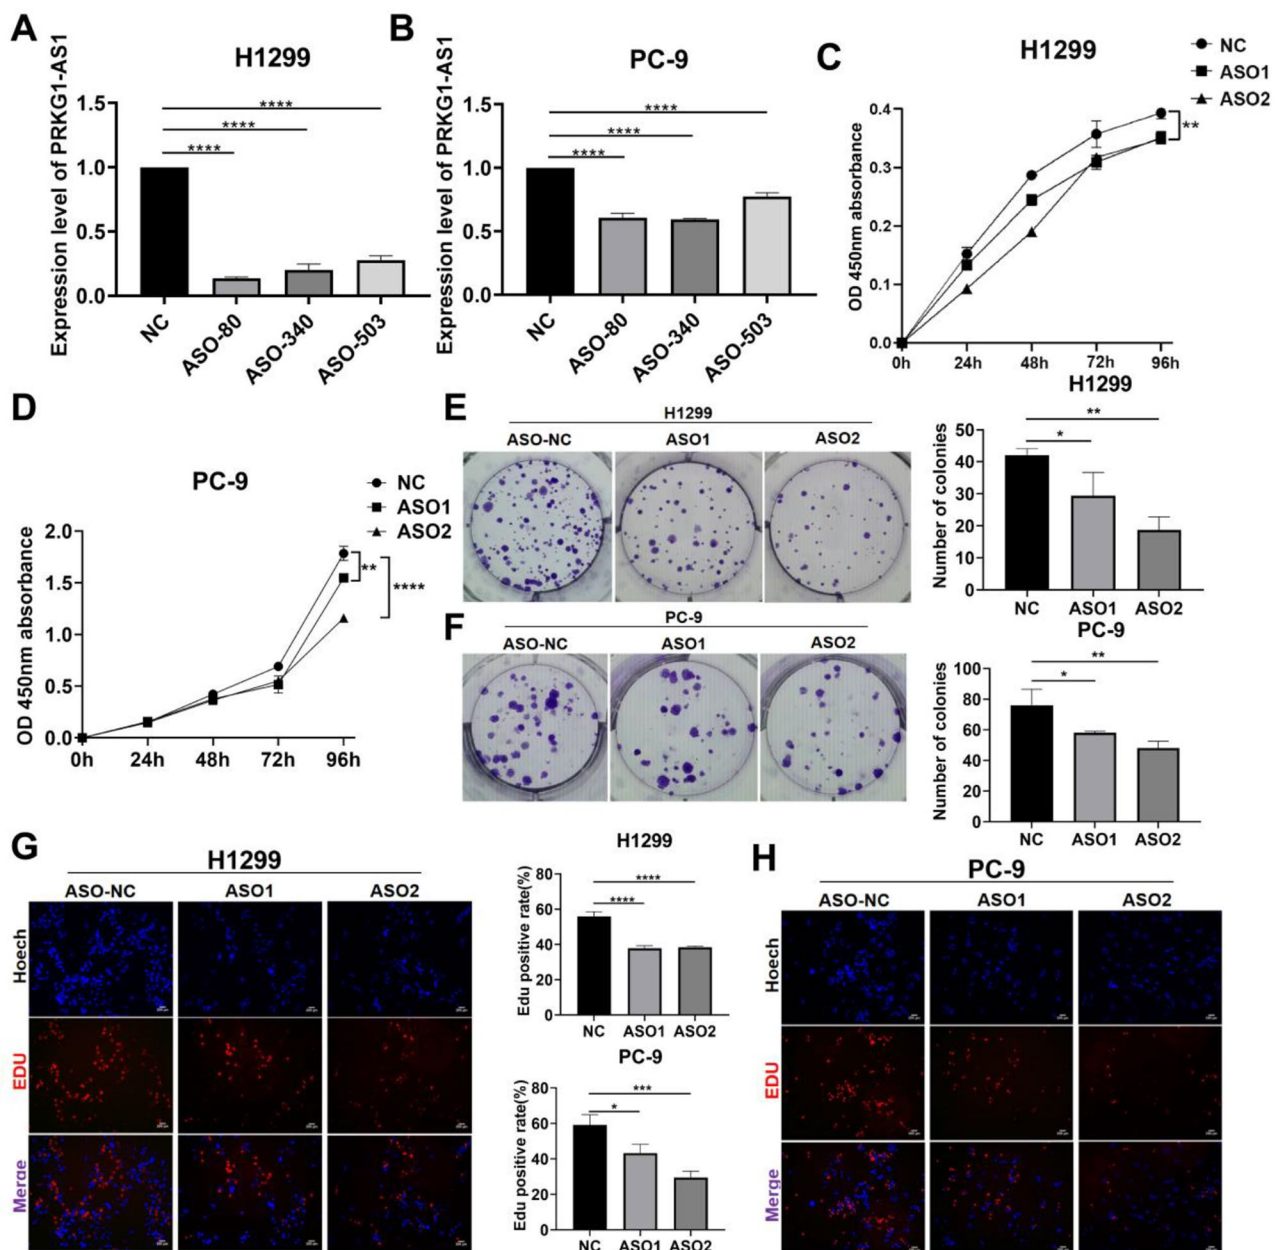 A
H1299
Expression level of PRKG1-AS1
1.5
1.0
0.5
0.0
****
****
****
NC
ASO-80
ASO-340
ASO-503
B
PC-9
Expression level of PRKG1-AS1
1.5
1.0
0.5
0.0
****
****
****
NC
ASO-80
ASO-340
ASO-503
C
H1299
NC
ASO1
ASO2
OD 450nm absorbance
0.4
0.3
0.2
0.1
0.0
**
0h 24h 48h 72h 96h
D
PC-9
NC
ASO1
ASO2
OD 450nm absorbance
2.0
1.5
1.0
0.5
0.0
**
****
0h 24h 48h 72h 96h
E
H1299
ASO-NC ASO1 ASO2
H1299
Number of colonies
50
40
30
20
10
0
**
*
NC ASO1 ASO2
F
PC-9
ASO-NC ASO1 ASO2
PC-9
Number of colonies
100
80
60
40
20
0
**
*
NC ASO1 ASO2
G
H1299
ASO-NC ASO1 ASO2
Hoech
EDU
Merge
H1299
Edu positive rate(%)
80
60
40
20
0
****
****
NC ASO1 ASO2
PC-9
Edu positive rate(%)
80
60
40
20
0
***
*
NC ASO1 ASO2
H
PC-9
ASO-NC ASO1 ASO2
Hoech
EDU
Merge